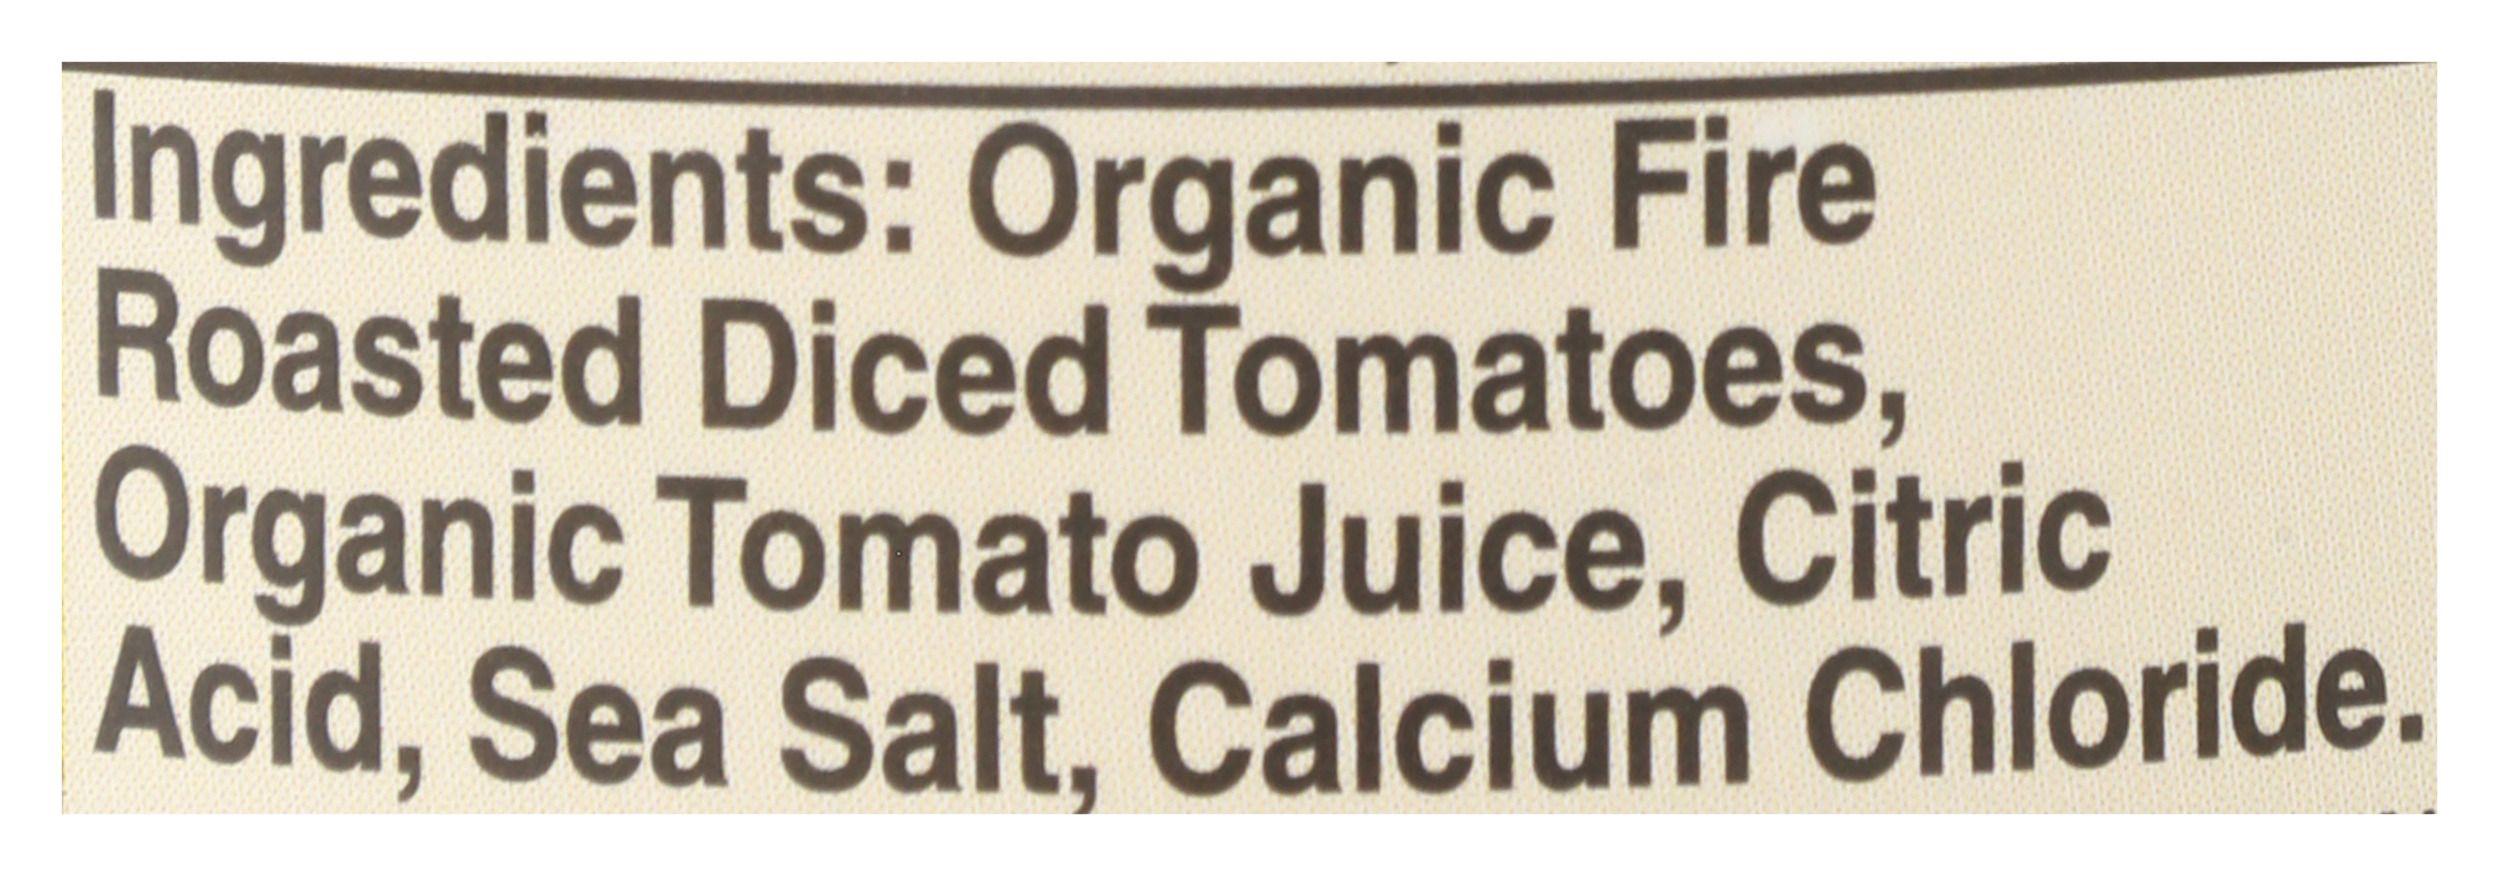 Ingredients: Organic Fire
Roasted Diced Tomatoes,
Organic Tomato Juice, Citric
Acid, Sea Salt, Calcium Chloride.